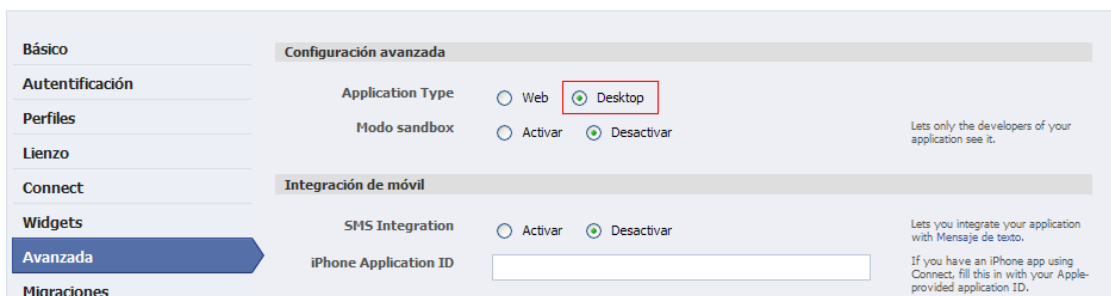 Básico
Autentificación
Perfiles
Lienzo
Connect
Widgets
Avanzada
Migraciones
Configuración avanzada
Application Type Web Desktop
Modo sandbox Activar Desactivar
Lets only the developers of your
application see it.
Integración de móvil
SMS Integration Activar Desactivar
Lets you integrate your application
with Mensaje de texto.
iPhone Application ID
If you have an iPhone app using
Connect, fill this in with your Apple-
provided application ID.